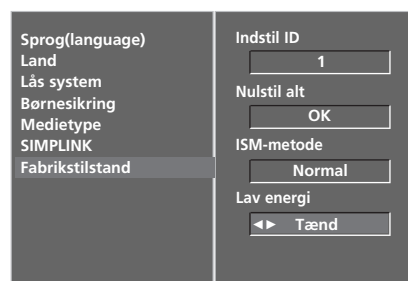 Sprog(language)
Land
Lås system
Børnesikring
Medietype
SIMPLINK
Fabrikstilstand
Indstil ID
1
Nulstil alt
OK
ISM-metode
Normal
Lav energi
◄► Tænd